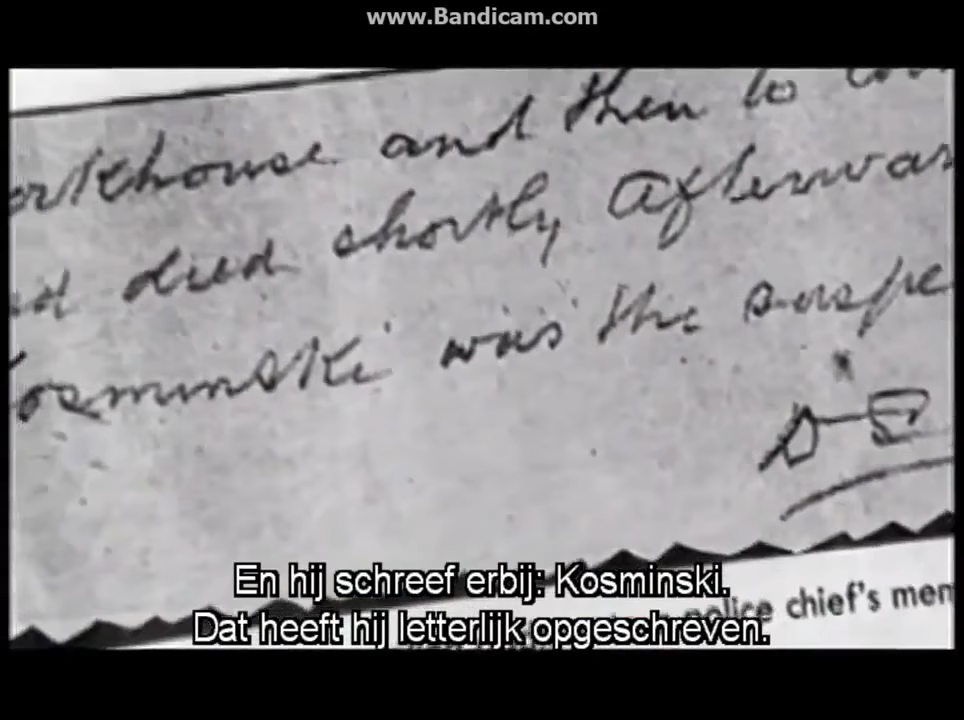 www.Bandicam.com
orkhouse and then to
died shortly afterwar
osminski was the suspe
DS
En hij schreef erbij: Kosminski.
police chief's mem
Dat heeft hij letterlijk opgeschreven.